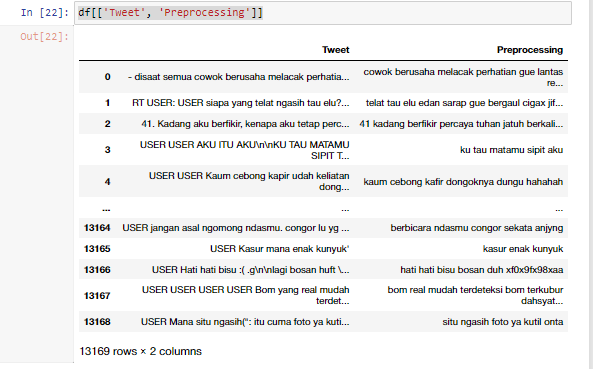 In [22]: df[['Tweet', 'Preprocessing']]
Out[22]:
Tweet Preprocessing
0 - disaat semua cowok berusaha melacak perhatia... cowok berusaha melacak perhatian gue lantas re...
1 RT USER: USER siapa yang telat ngasih tau elu?... telat tau elu edan sarap gue bergaul cigax jif...
2 41. Kadang aku berfikir, kenapa aku tetap perc... 41 kadang berfikir percaya tuhan jatuh berkali...
3 USER USER AKU ITU AKU\n\nKU TAU MATAMU SIPIT T... ku tau matamu sipit aku
4 USER USER Kaum cebong kapir udah keliatan dong... kaum cebong kafir dongoknya dungu hahahah
... ... ...
13164 USER jangan asal ngomong ndasmu. congor lu yg ... berbicara ndasmu congor sekata anjyng
13165 USER Kasur mana enak kunyuk' kasur enak kunyuk
13166 USER Hati hati bisu :( .g\n\nlagi bosan huft \... hati hati bisu bosan duh xf0x9fx98xaa
13167 USER USER USER USER Bom yang real mudah terdet... bom real mudah terdeteksi bom terkubur dahsyat...
13168 USER Mana situ ngasih(": itu cuma foto ya kuti... situ ngasih foto ya kutil onta
13169 rows × 2 columns